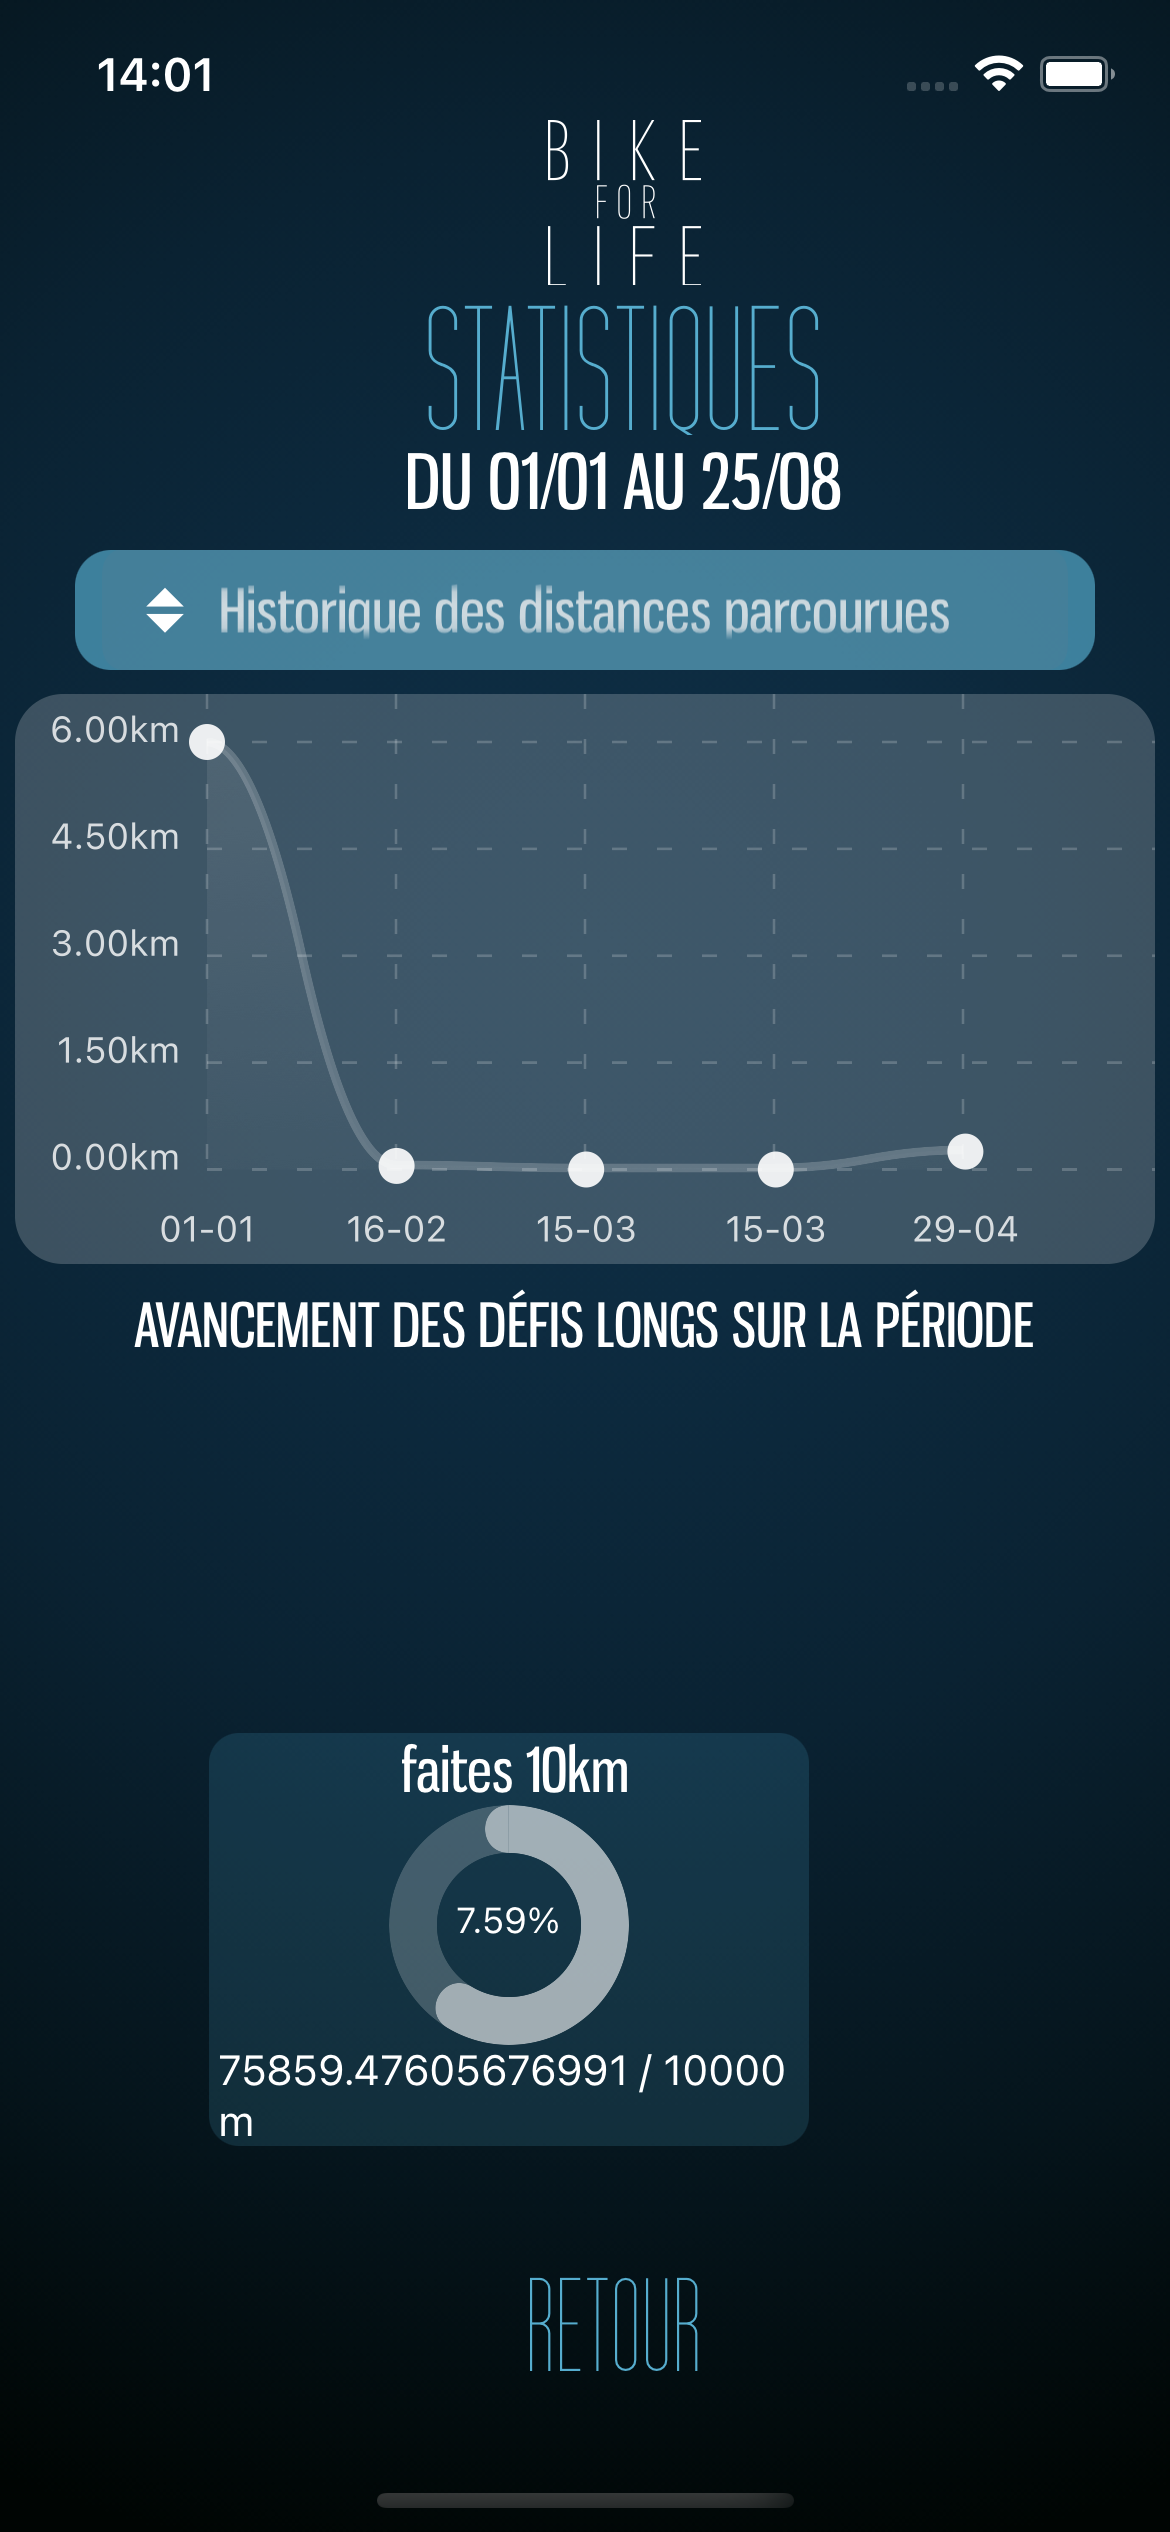 14:01
BIKE
FOR
LIFE
STATISTIQUES
DU 01/01 AU 25/08
Historique des distances parcourues
6.00km
4.50km
3.00km
1.50km
0.00km
01-01 16-02 15-03 15-03 29-04
AVANCEMENT DES DÉFIS LONGS SUR LA PÉRIODE
faites 10km
7.59%
75859.47605676991 / 10000
m
RETOUR